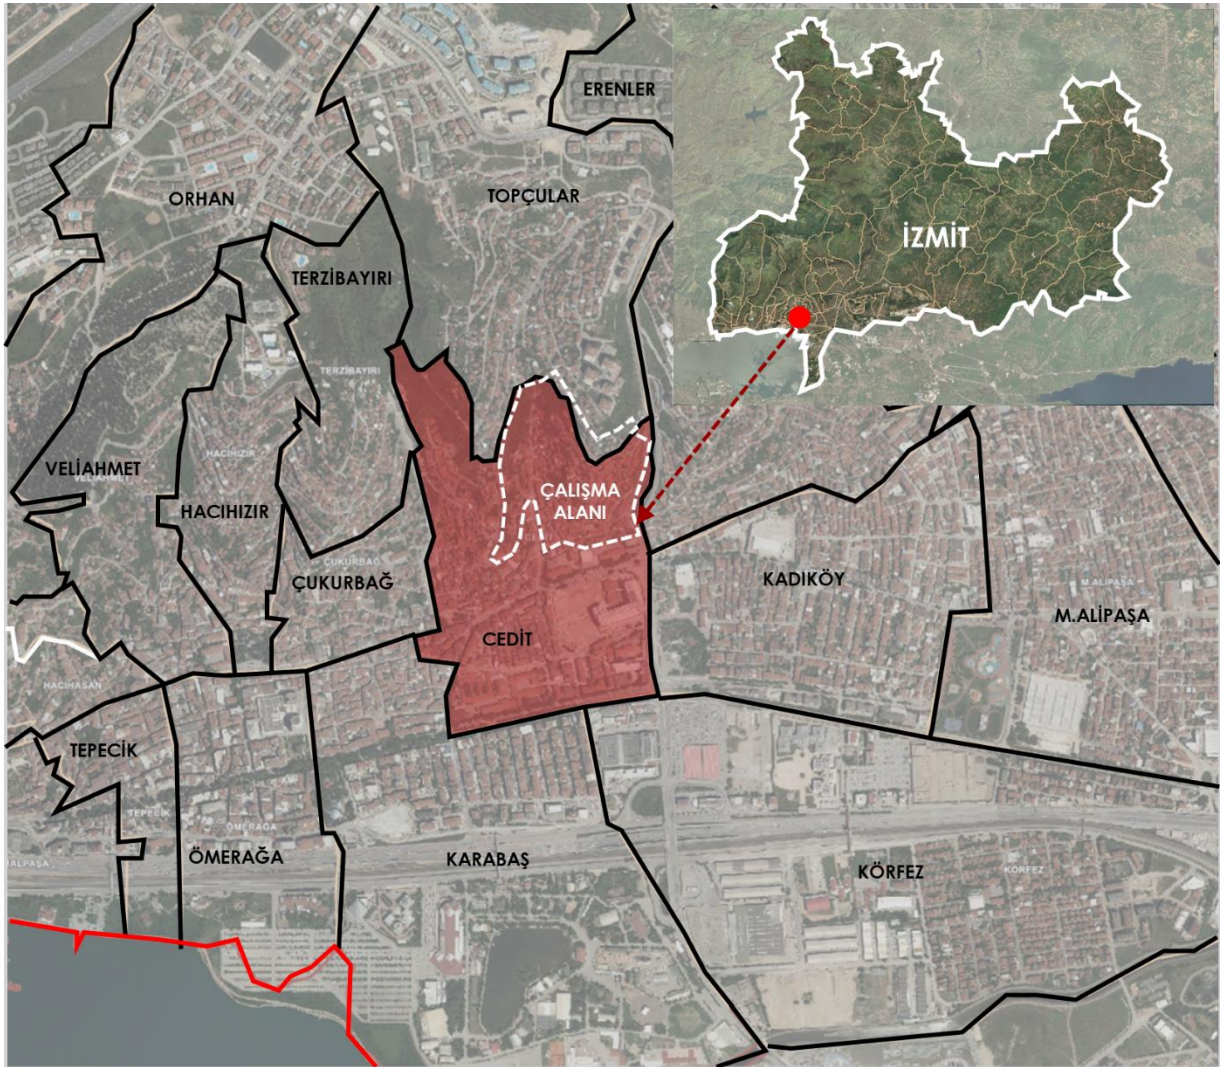 ERENLER
ORHAN
TOPÇULAR
İZMİT
TERZİBAYIRI
TERZİBAYIRI
VELİAHMET
VELİAHMET
HACIHIZIR
HACIHIZIR
ÇALIŞMA
ALANI
ÇUKURBAĞ
ÇUKURBAĞ
KADIKÖY
M.ALİPAŞA
M.ALİPAŞA
CEDİT
HACIHASAN
TEPECİK
TEPECİK
ÖMERAĞA
ÖMERAĞA
KARABAŞ
KÖRFEZ
KÖRFEZ